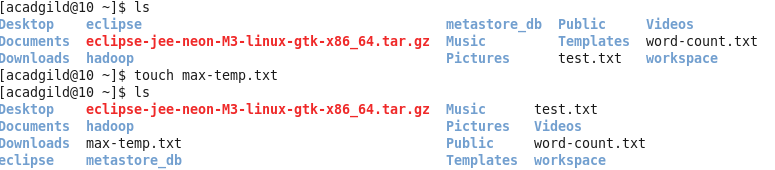 [acadgild@10 ~]$ ls
Desktop eclipse metastore_db Public Videos
Documents eclipse-jee-neon-M3-linux-gtk-x86_64.tar.gz Music Templates word-count.txt
Downloads hadoop Pictures test.txt workspace
[acadgild@10 ~]$ touch max-temp.txt
[acadgild@10 ~]$ ls
Desktop eclipse-jee-neon-M3-linux-gtk-x86_64.tar.gz Music test.txt
Documents hadoop Pictures Videos
Downloads max-temp.txt Public word-count.txt
eclipse metastore_db Templates workspace